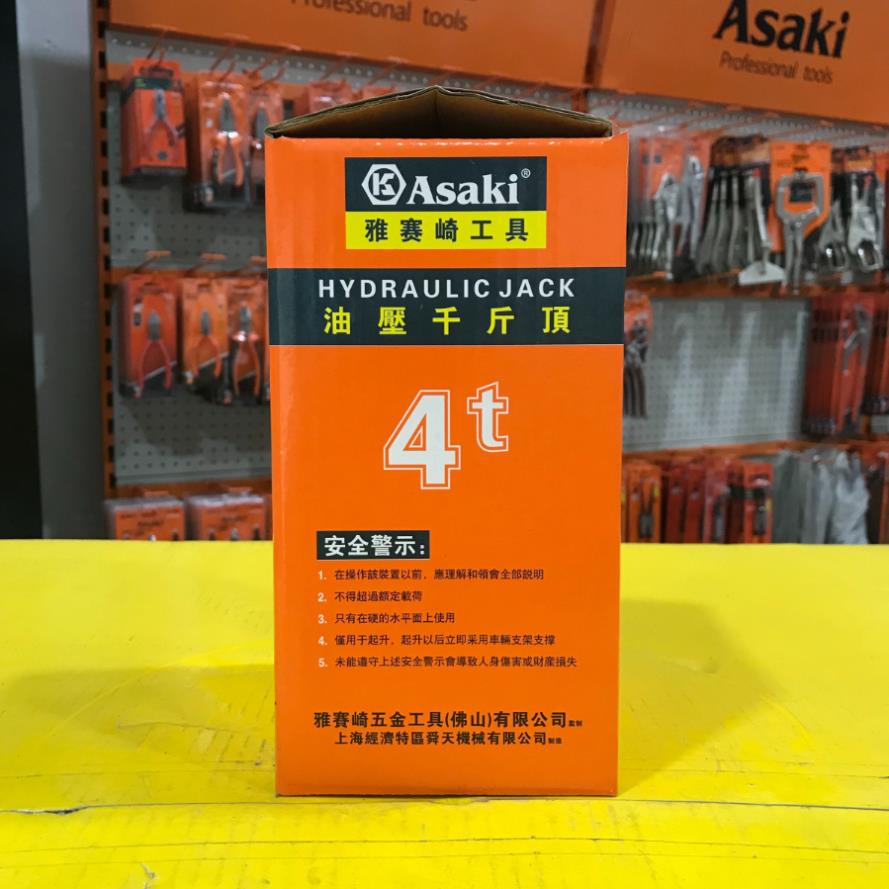 Professional tools
Asaki
Professional tools
K Asaki®
雅赛崎工具
HYDRAULIC JACK
油壓千斤頂
4t
安全警示：
1. 在操作該裝置以前，應理解和領會全部説明
2. 不得超過額定載荷
3. 只有在硬的水平面上使用
4. 僅用于起升，起升以后立即采用車輛支架支撐
5. 未能遵守上述安全警示會導致人身傷害或財産損失
雅賽崎五金工具(佛山)有限公司監制
上海經濟特區舜天機械有限公司制造